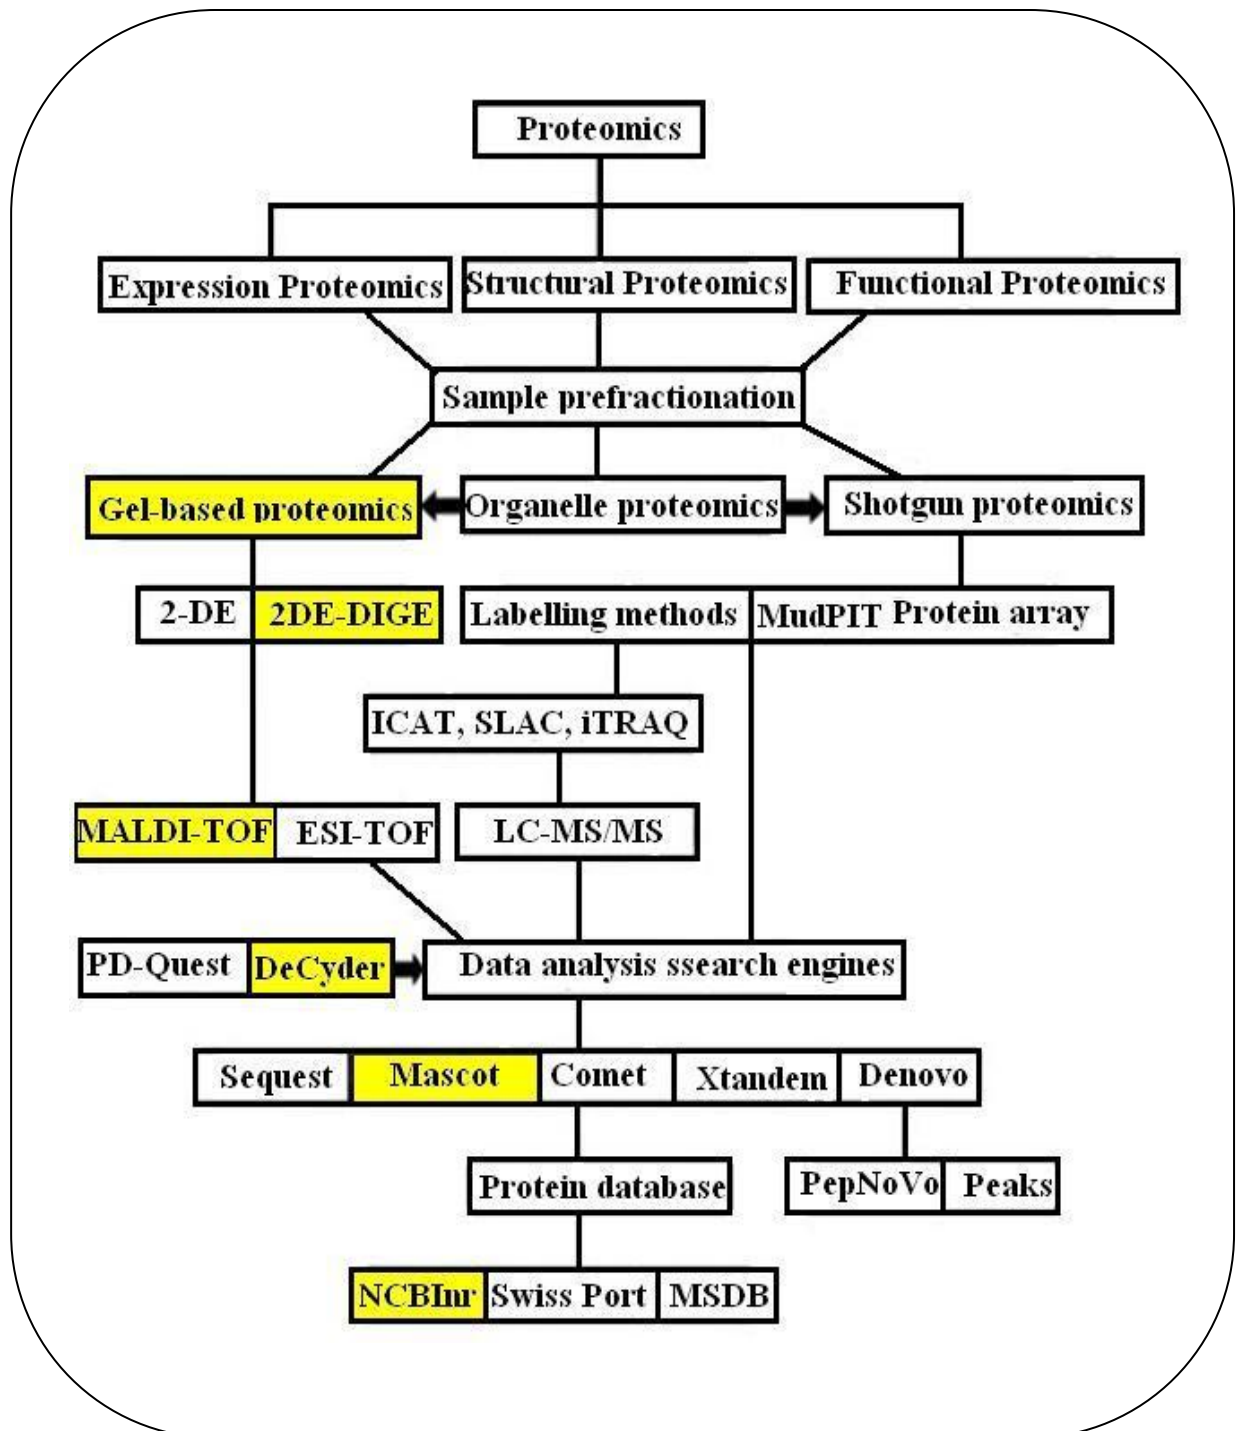 Proteomics
Expression Proteomics
Structural Proteomics
Functional Proteomics
Sample prefractionation
Gel-based proteomics
Organelle proteomics
Shotgun proteomics
2-DE
2DE-DIGE
Labelling methods
MudPIT Protein array
ICAT, SLAC, iTRAQ
MALDI-TOF
ESI-TOF
LC-MS/MS
PD-Quest
DeCyder
Data analysis ssearch engines
Sequest
Mascot
Comet
Xtandem
Denovo
Protein database
PepNoVo
Peaks
NCBInr
Swiss Port
MSDB